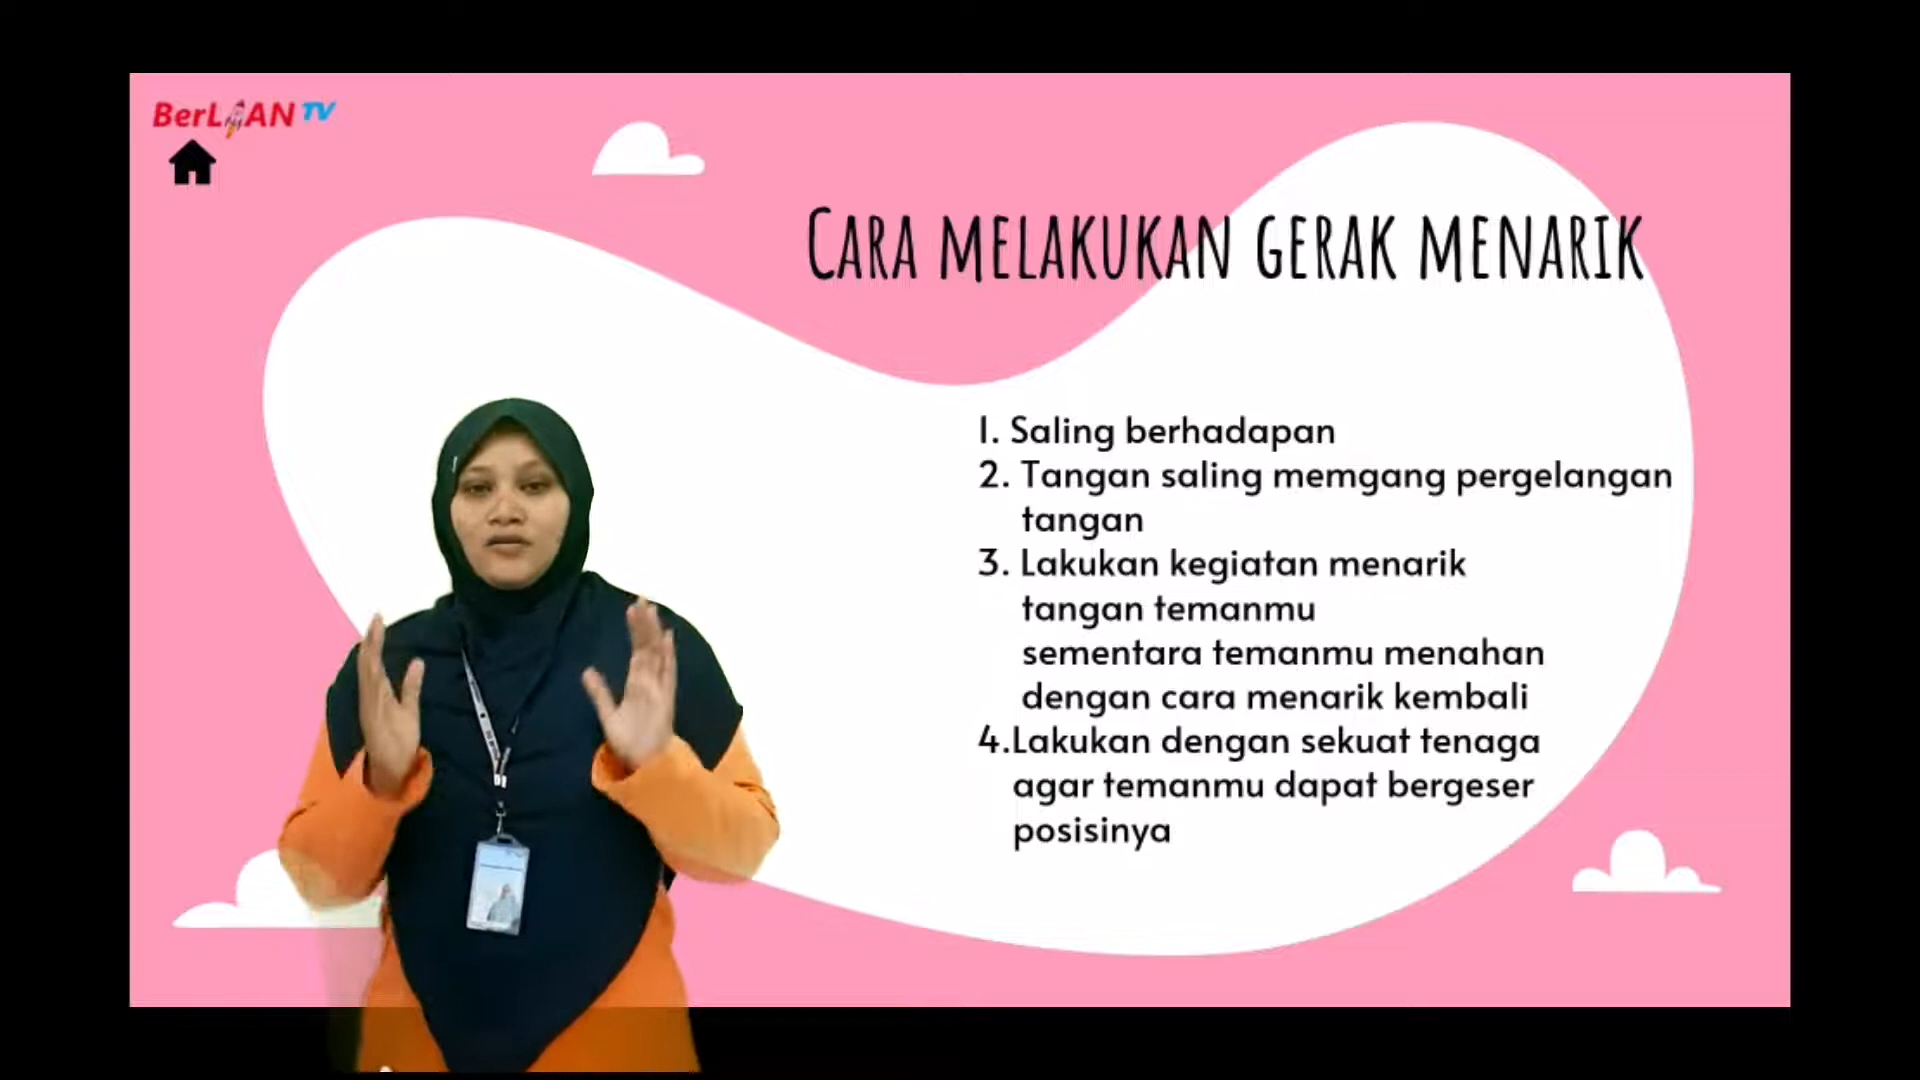 BerLIAN TV
CARA MELAKUKAN GERAK MENARIK
1. Saling berhadapan
2. Tangan saling memgang pergelangan
tangan
3. Lakukan kegiatan menarik
tangan temanmu
sementara temanmu menahan
dengan cara menarik kembali
4.Lakukan dengan sekuat tenaga
agar temanmu dapat bergeser
posisinya